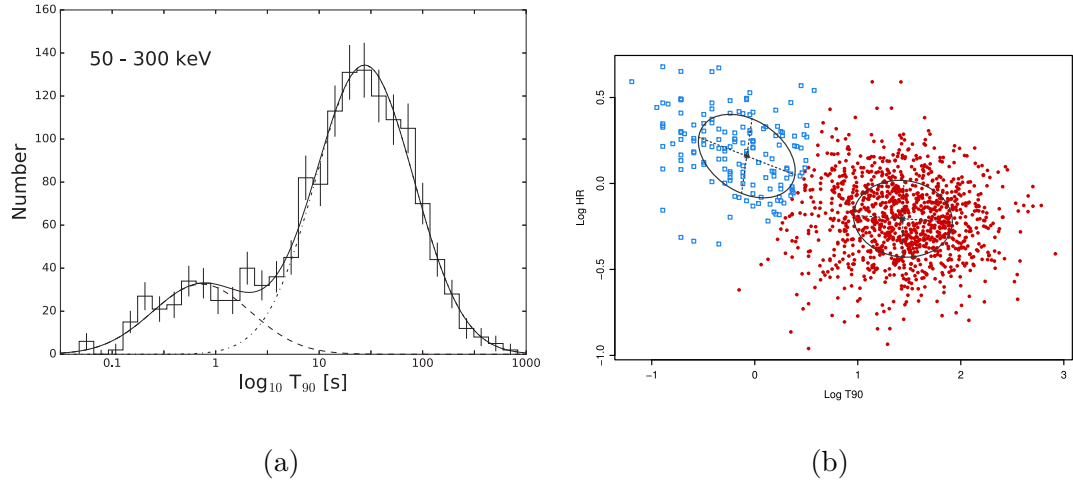 160
140
120
100
80
60
40
20
0
Number
50 - 300 keV
0.1 1 10 100 1000
log₁₀ T₉₀ [s]
(a)
0.5
0.0
−0.5
−1.0
Log HR
−1 0 1 2 3
Log T90
(b)